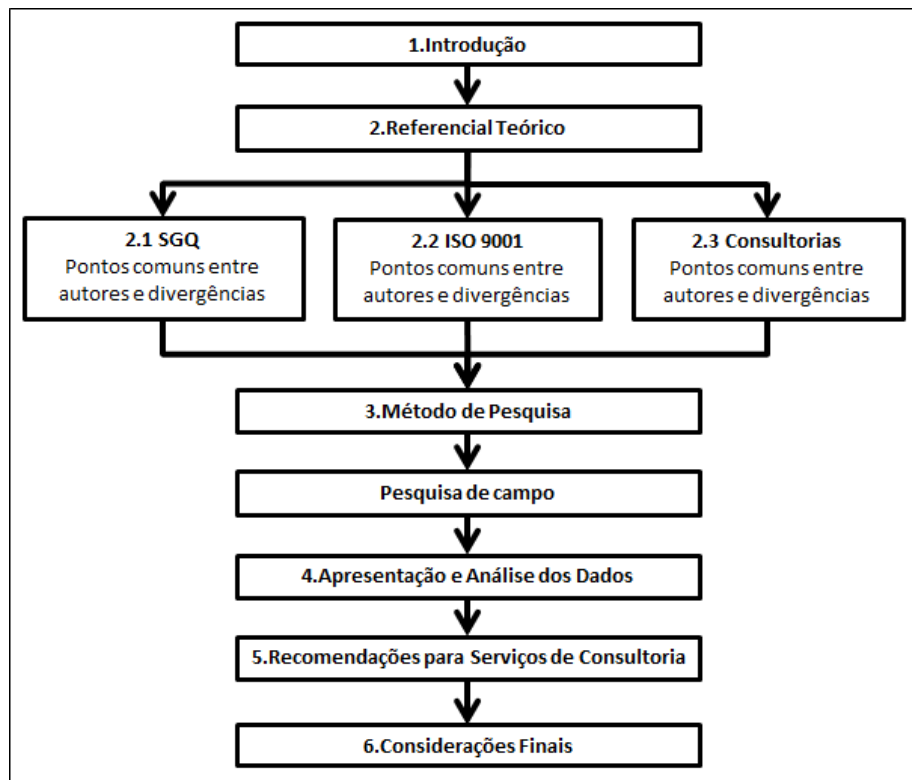 1.Introdução
2.Referencial Teórico
2.1 SGQ
Pontos comuns entre
autores e divergências
2.2 ISO 9001
Pontos comuns entre
autores e divergências
2.3 Consultorias
Pontos comuns entre
autores e divergências
3.Método de Pesquisa
Pesquisa de campo
4.Apresentação e Análise dos Dados
5.Recomendações para Serviços de Consultoria
6.Considerações Finais